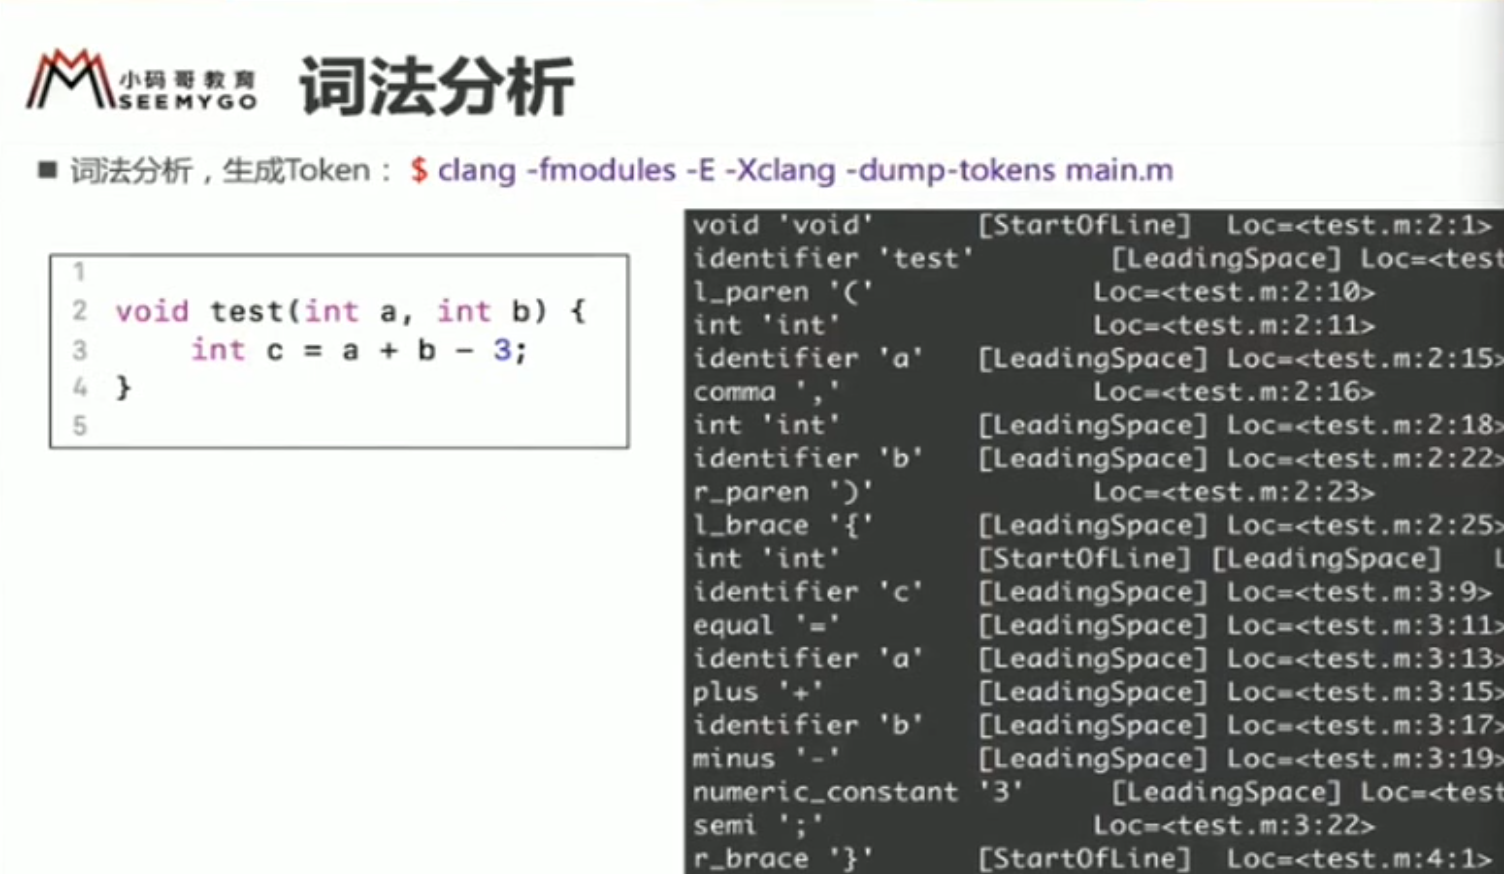 小码哥教育
SEEMYGO
词法分析
■ 词法分析，生成Token： $ clang -fmodules -E -Xclang -dump-tokens main.m
1
2 void test(int a, int b) {
3 int c = a + b - 3;
4 }
5
void 'void' [StartOfLine] Loc=<test.m:2:1>
identifier 'test' [LeadingSpace] Loc=<test
l_paren '(' Loc=<test.m:2:10>
int 'int' Loc=<test.m:2:11>
identifier 'a' [LeadingSpace] Loc=<test.m:2:15>
comma ',' Loc=<test.m:2:16>
int 'int' [LeadingSpace] Loc=<test.m:2:18>
identifier 'b' [LeadingSpace] Loc=<test.m:2:22>
r_paren ')' Loc=<test.m:2:23>
l_brace '{' [LeadingSpace] Loc=<test.m:2:25>
int 'int' [StartOfLine] [LeadingSpace] L
identifier 'c' [LeadingSpace] Loc=<test.m:3:9>
equal '=' [LeadingSpace] Loc=<test.m:3:11>
identifier 'a' [LeadingSpace] Loc=<test.m:3:13>
plus '+' [LeadingSpace] Loc=<test.m:3:15>
identifier 'b' [LeadingSpace] Loc=<test.m:3:17>
minus '-' [LeadingSpace] Loc=<test.m:3:19>
numeric_constant '3' [LeadingSpace] Loc=<test
semi ';' Loc=<test.m:3:22>
r_brace '}' [StartOfLine] Loc=<test.m:4:1>